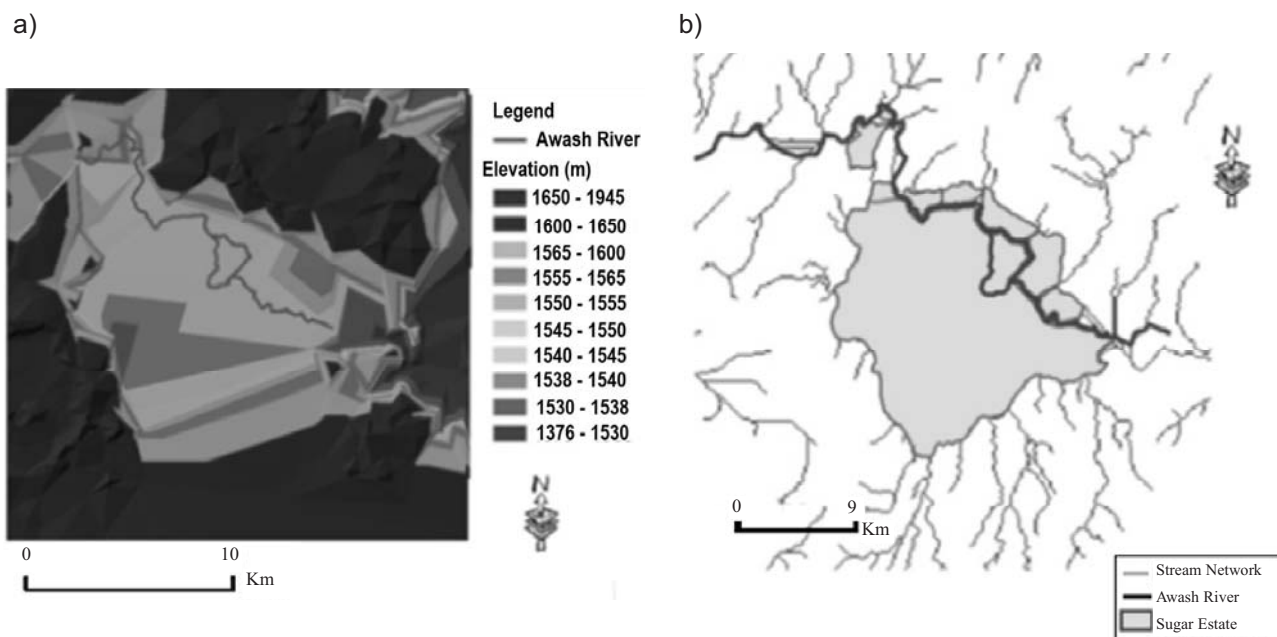 a)
Legend
Awash River
Elevation (m)
1650 - 1945
1600 - 1650
1565 - 1600
1555 - 1565
1550 - 1555
1545 - 1550
1540 - 1545
1538 - 1540
1530 - 1538
1376 - 1530
N
0 10
Km
b)
N
0 9
Km
Stream Network
Awash River
Sugar Estate